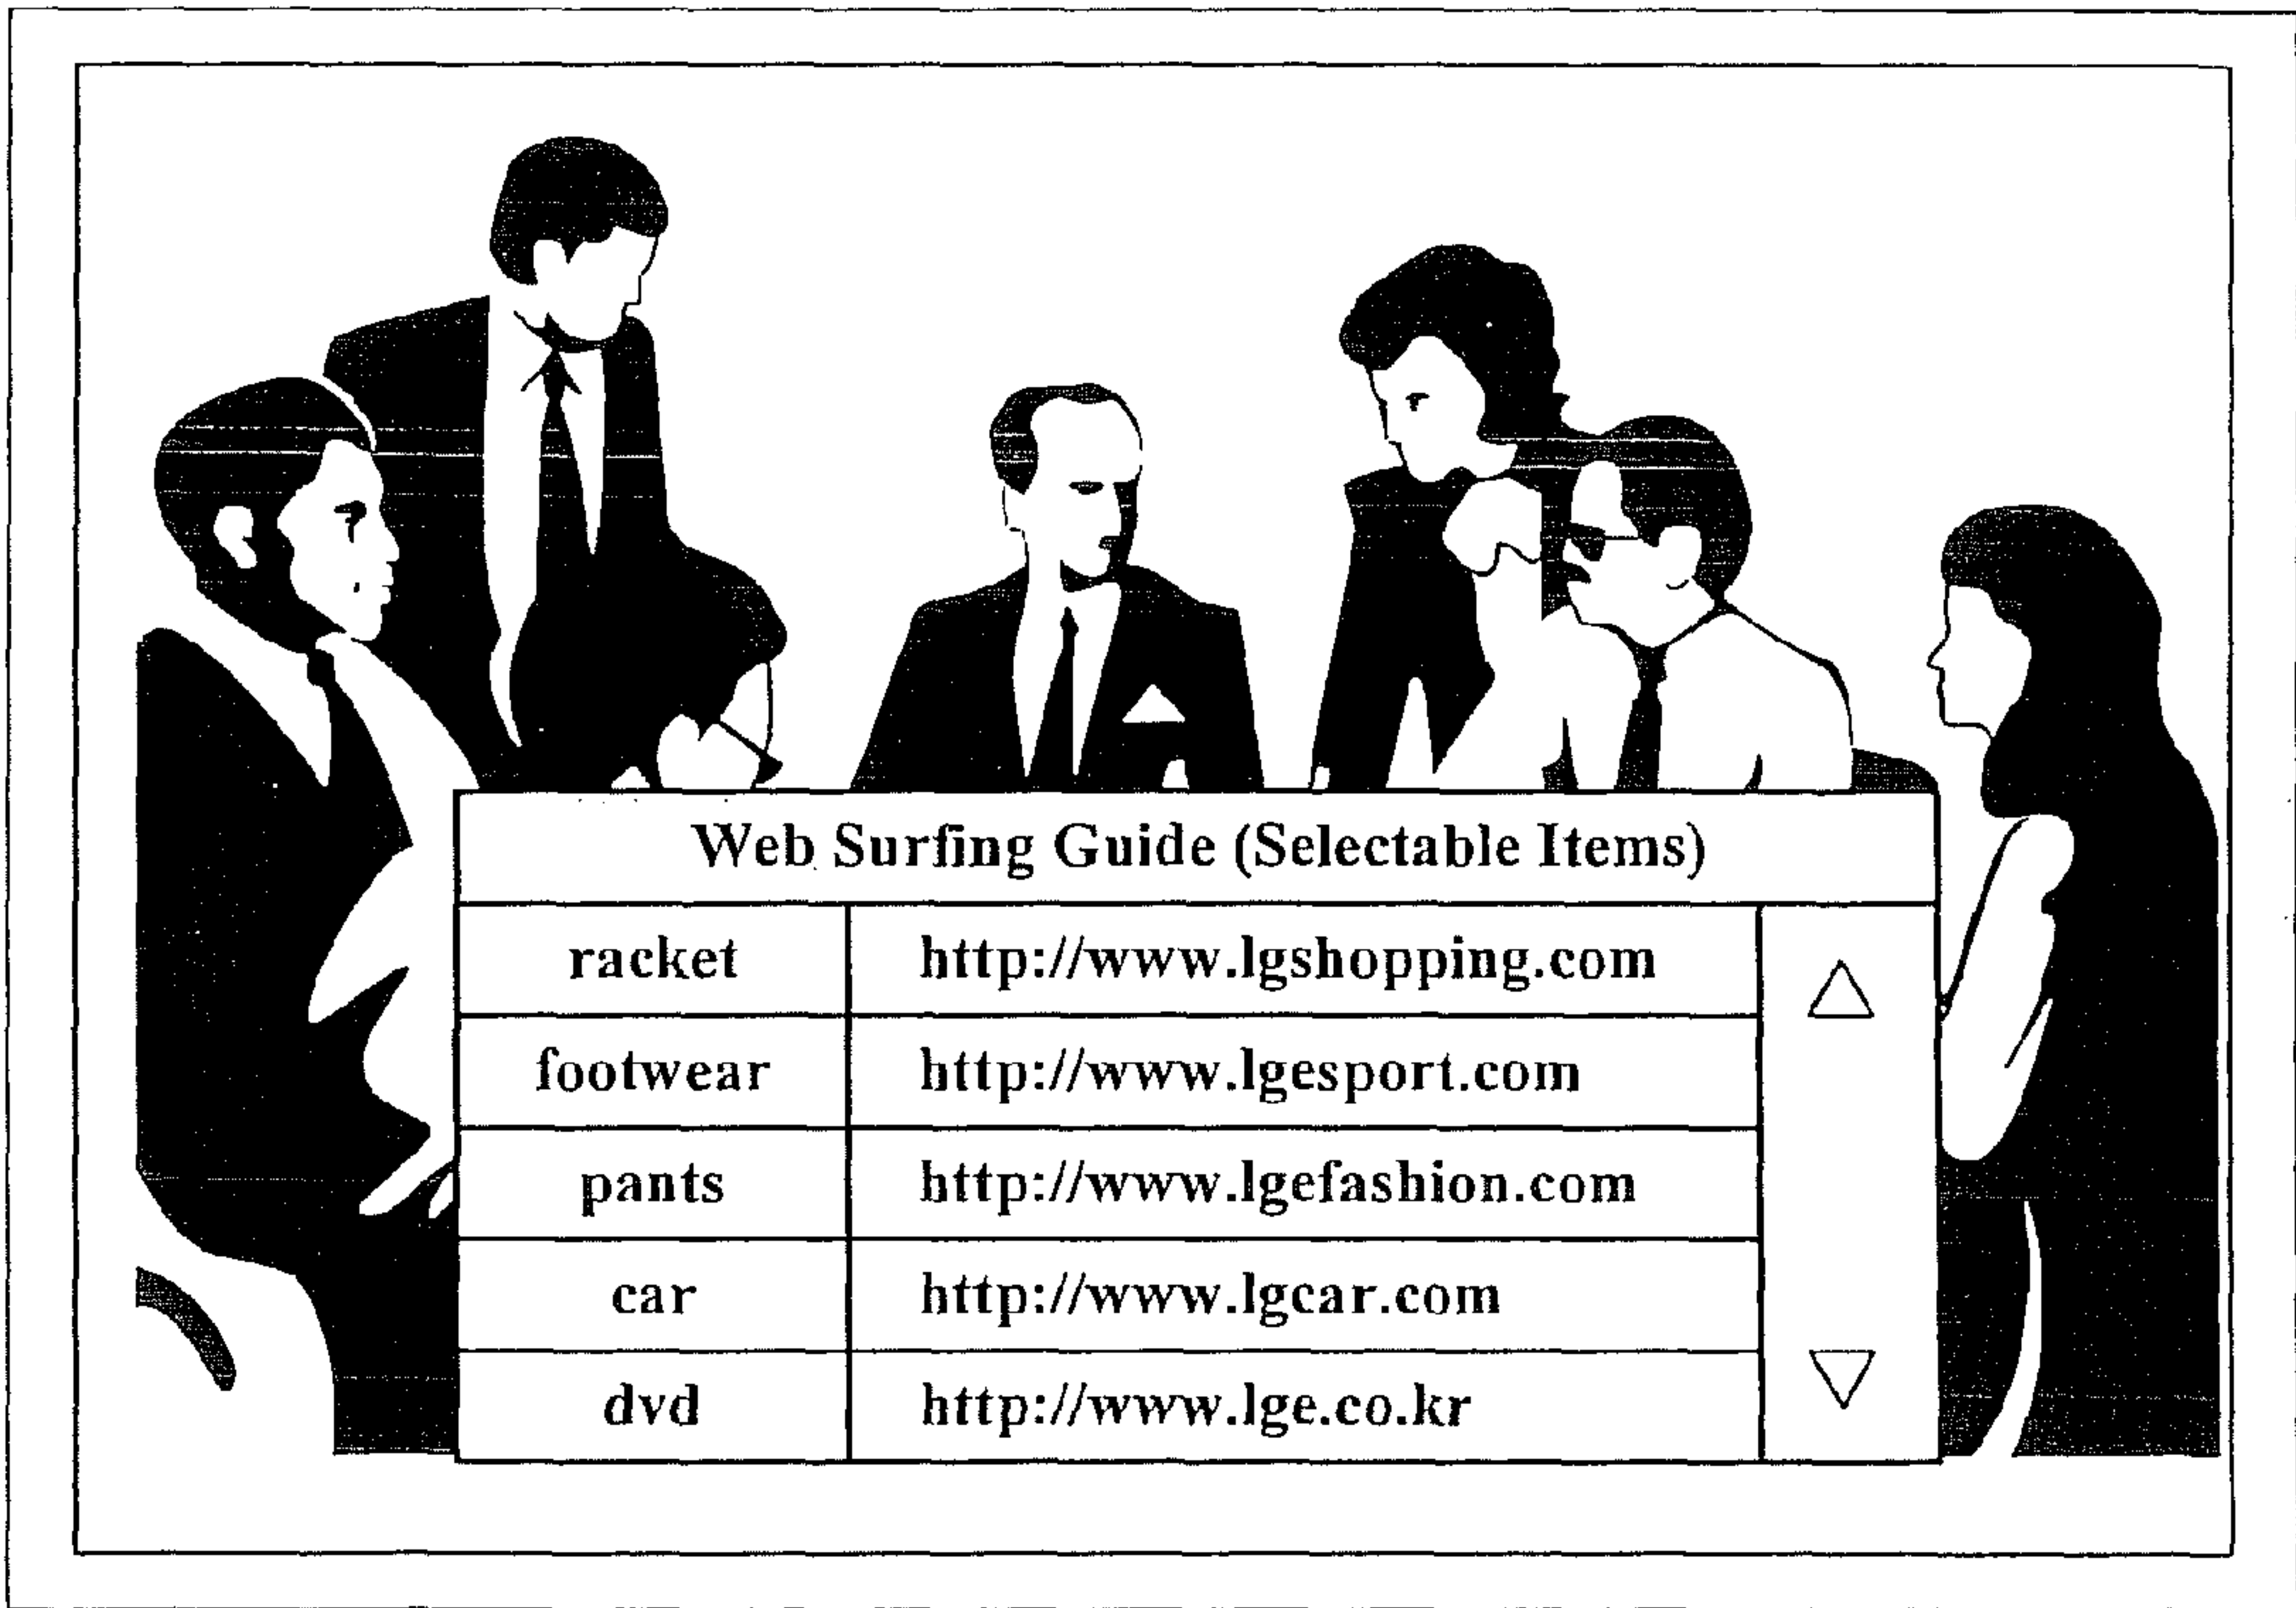 Web Surfing Guide (Selectable Items)
racket http://www.lgshopping.com
footwear http://www.lgesport.com
pants http://www.lgefashion.com
car http://www.lgcar.com
dvd http://www.lge.co.kr